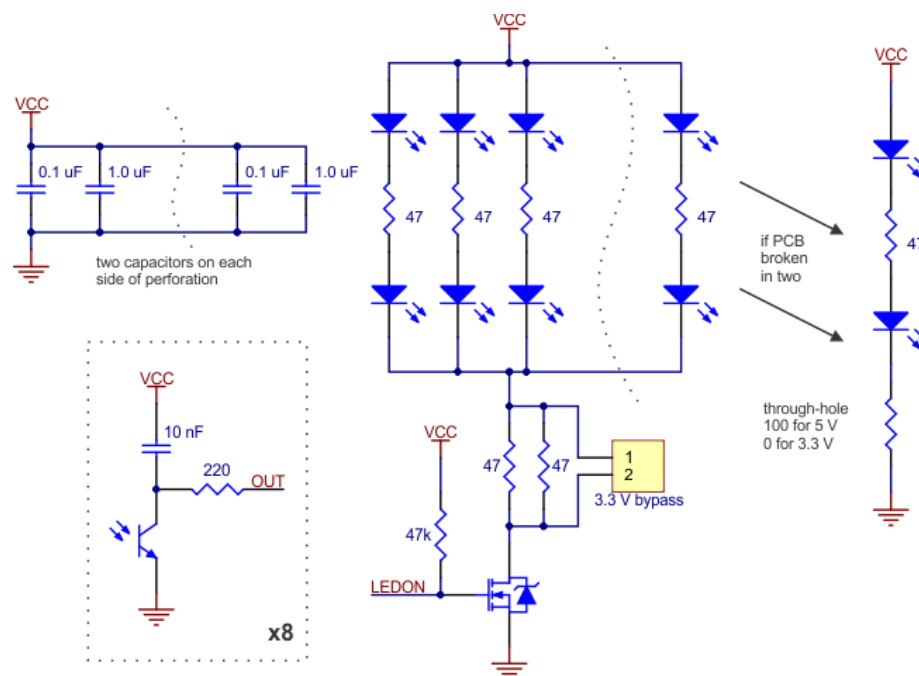 VCC
0.1 uF
1.0 uF
0.1 uF
1.0 uF
two capacitors on each
side of perforation
VCC
10 nF
220
OUT
x8
VCC
47
47
47
47
47
47
1
2
3.3 V bypass
VCC
47k
LEDON
if PCB
broken
in two
VCC
47
through-hole
100 for 5 V
0 for 3.3 V